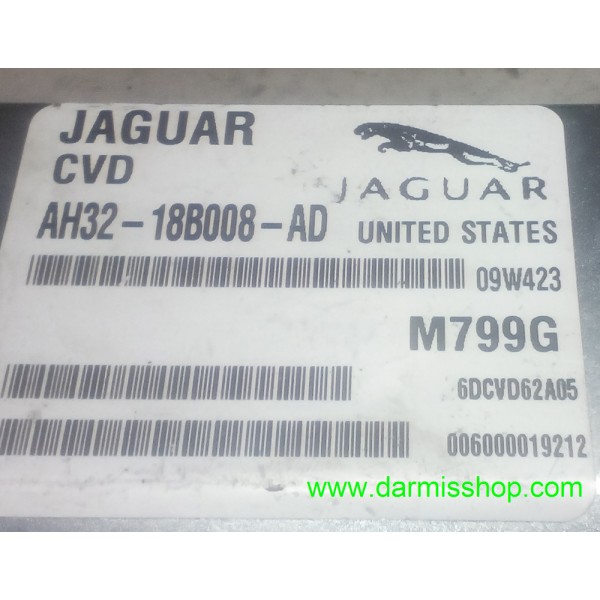 JAGUAR
CVD
JAGUAR
AH32-18B008-AD UNITED STATES
09W423
M799G
6DCVD62A05
006000019212
www.darmisshop.com